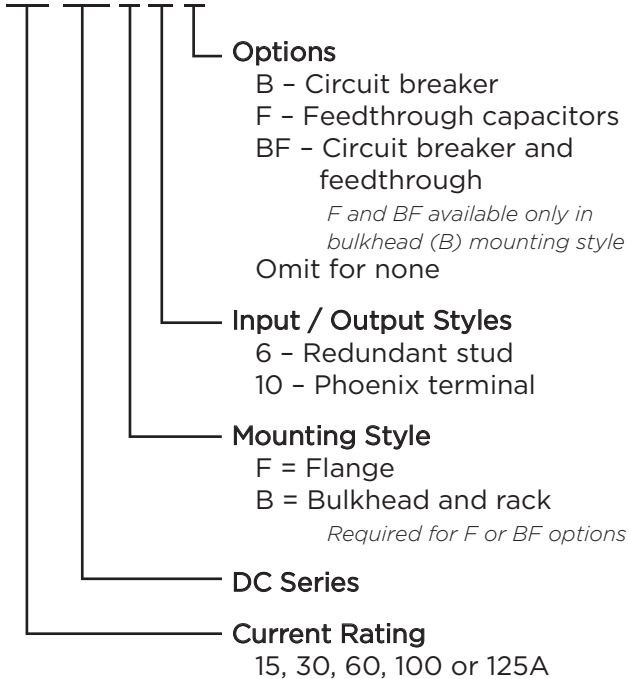 Options
B – Circuit breaker
F – Feedthrough capacitors
BF – Circuit breaker and
feedthrough
F and BF available only in
bulkhead (B) mounting style
Omit for none
Input / Output Styles
6 – Redundant stud
10 – Phoenix terminal
Mounting Style
F = Flange
B = Bulkhead and rack
Required for F or BF options
DC Series
Current Rating
15, 30, 60, 100 or 125A